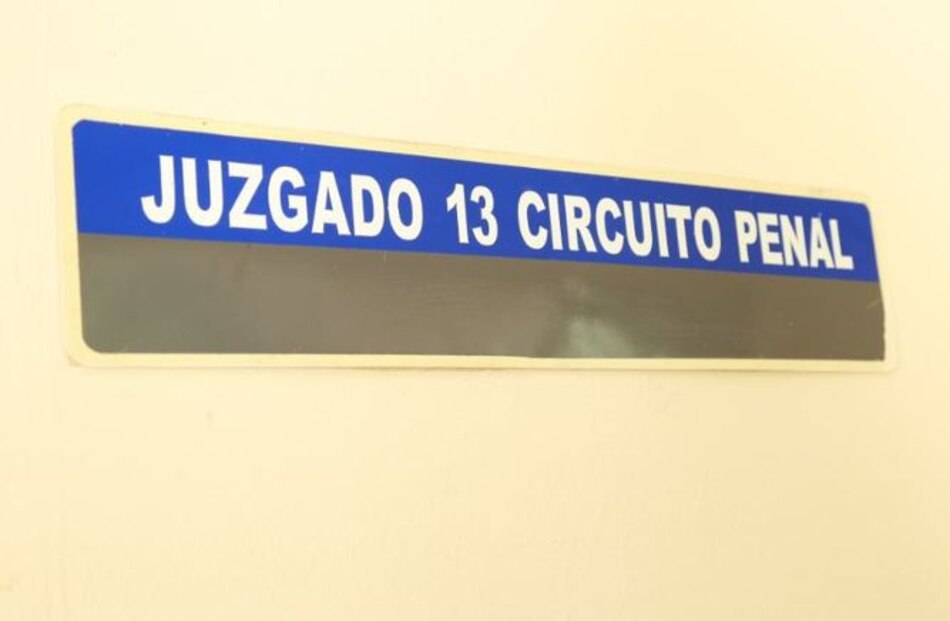 JUZGADO 13 CIRCUITO PENAL